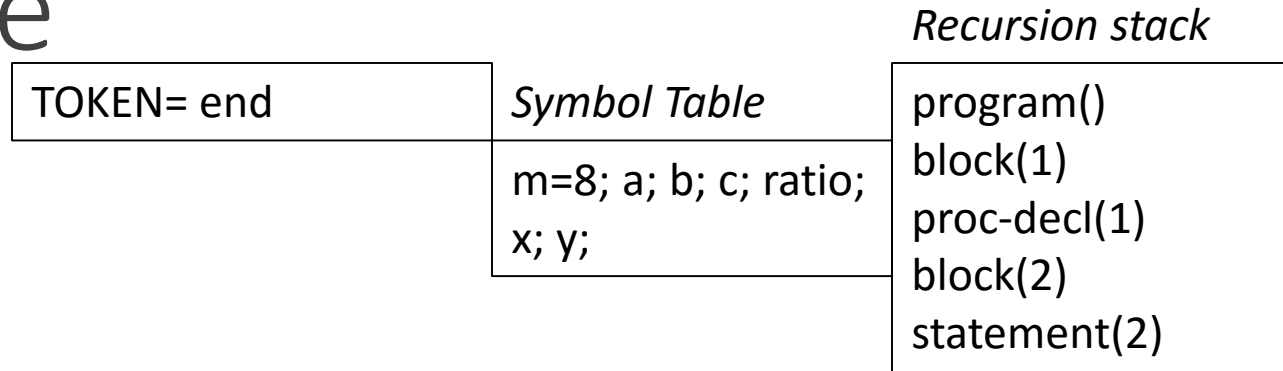 e
Recursion stack
TOKEN= end
Symbol Table
m=8; a; b; c; ratio;
x; y;
program()
block(1)
proc-decl(1)
block(2)
statement(2)